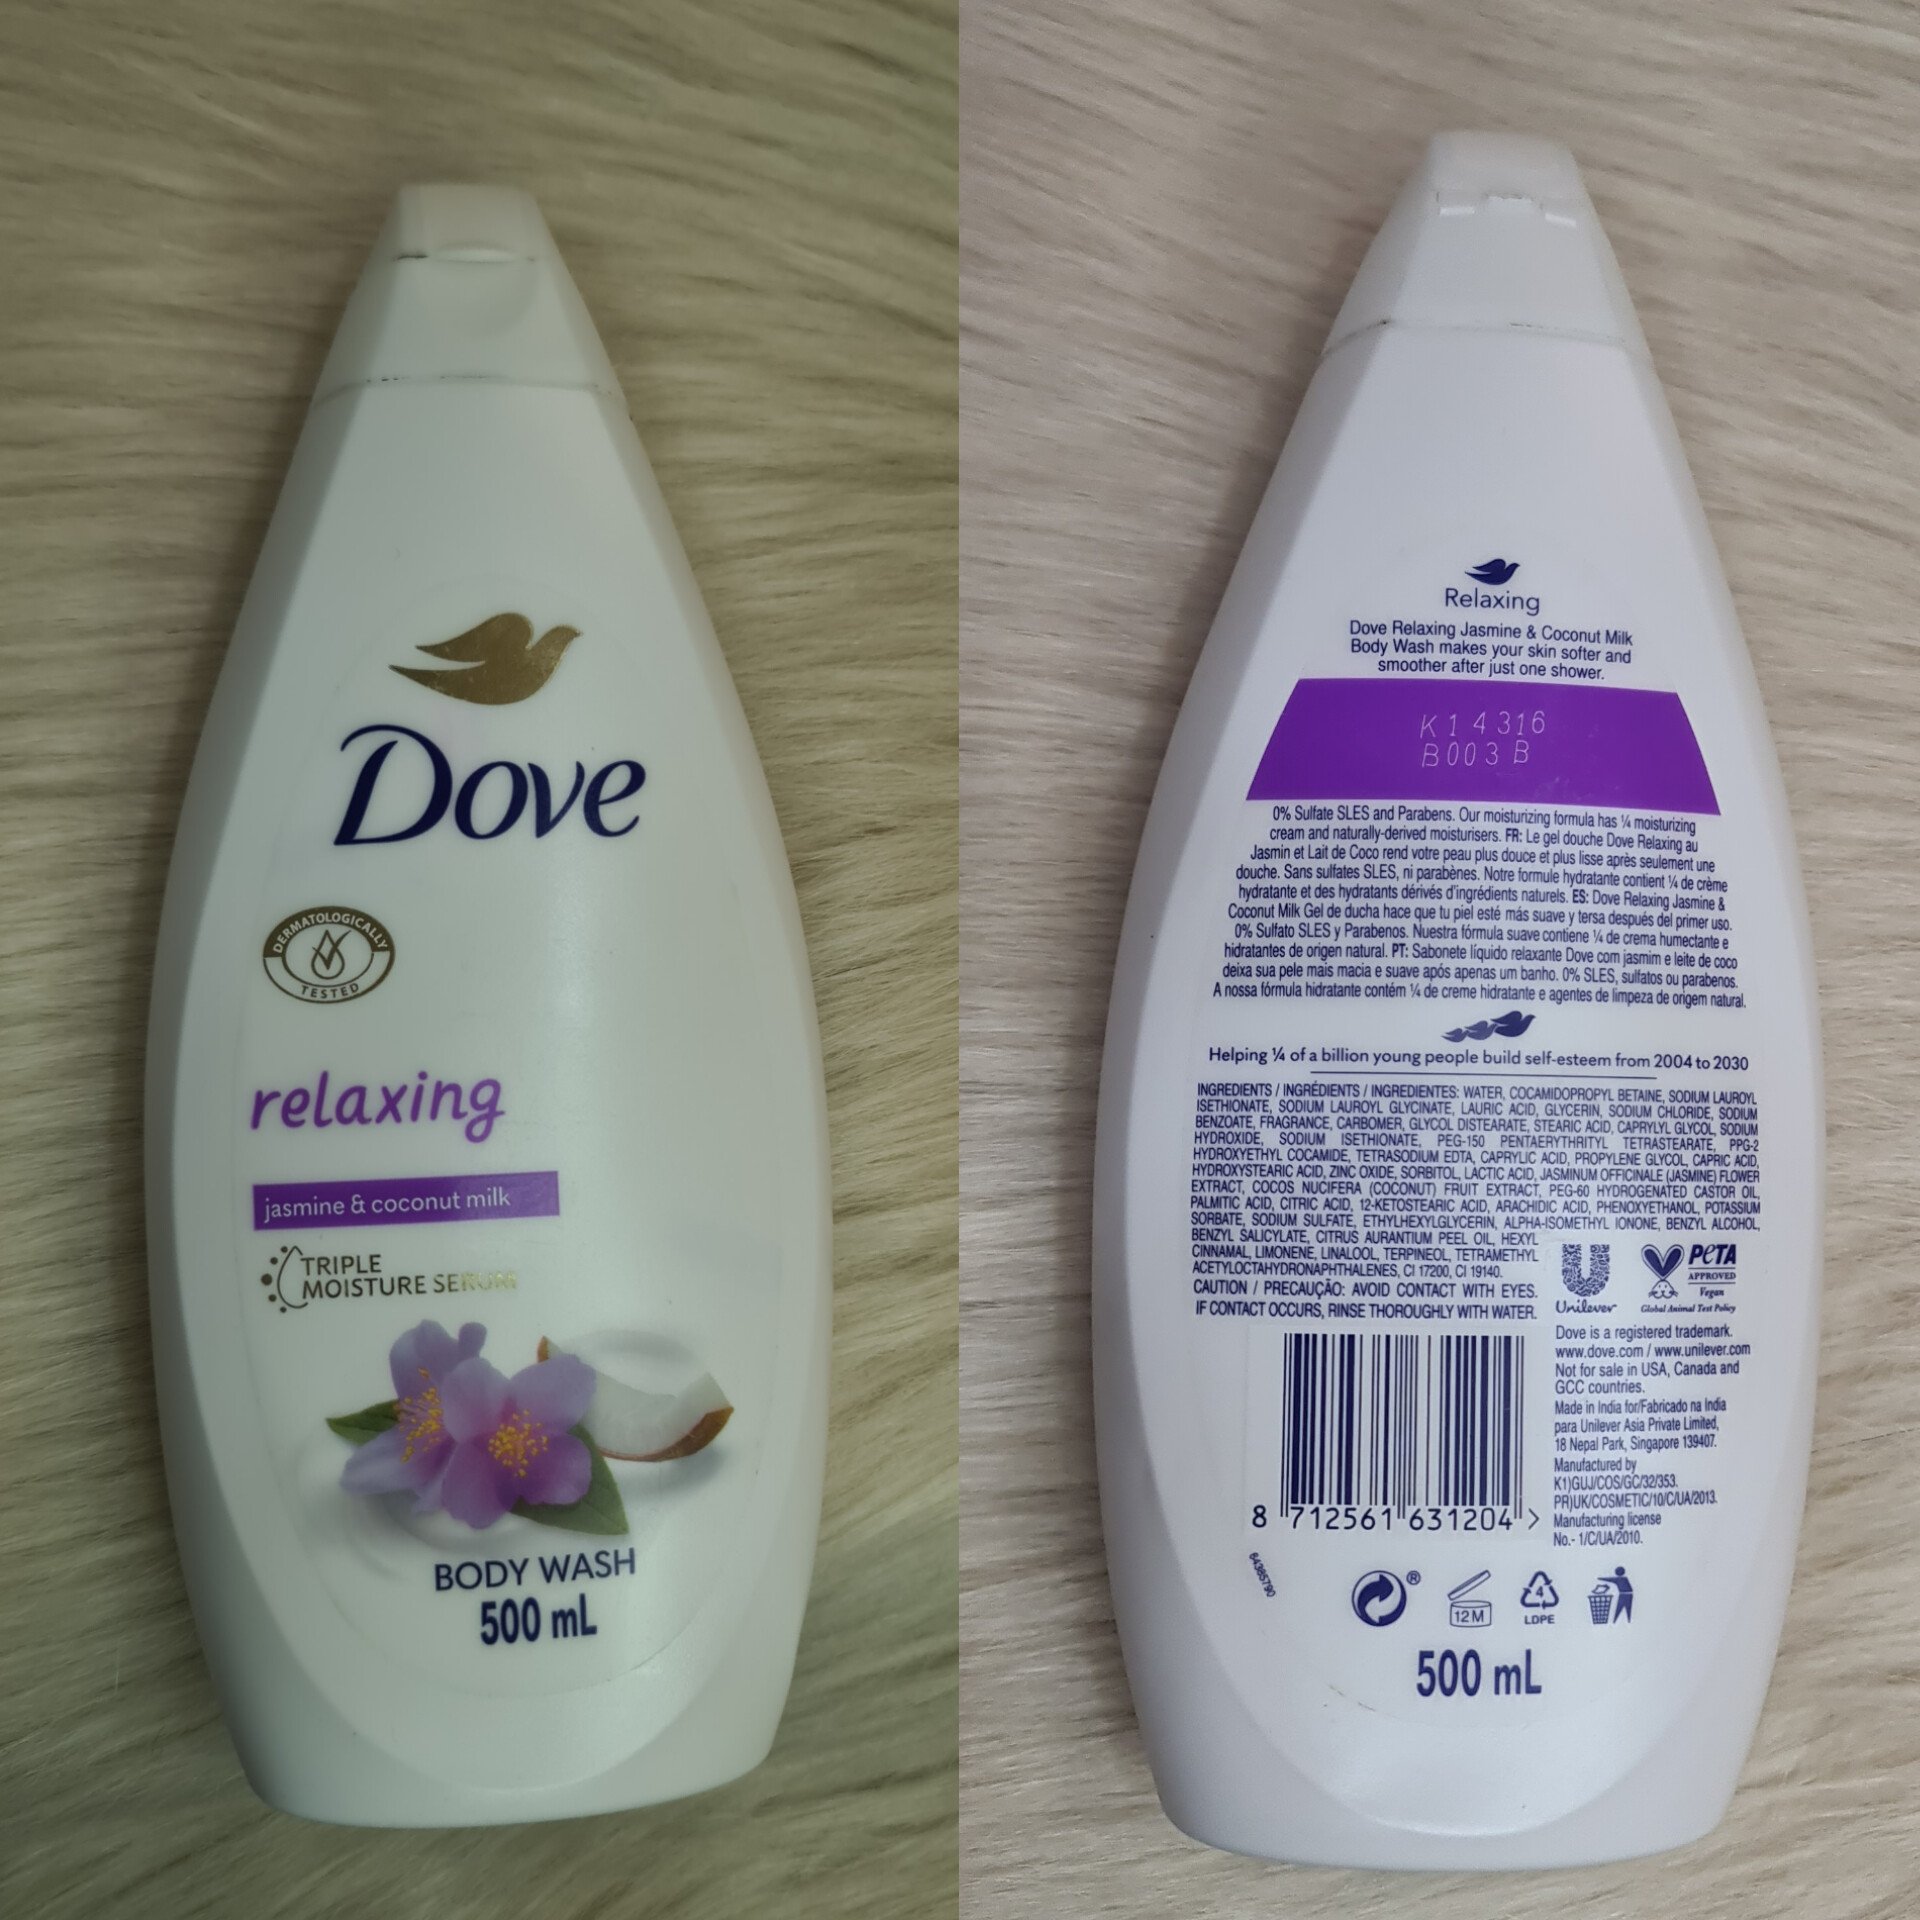 Dove
DERMATOLOGICALLY
TESTED
relaxing
jasmine & coconut milk
TRIPLE
MOISTURE SERUM
BODY WASH
500 mL
Relaxing
Dove Relaxing Jasmine & Coconut Milk
Body Wash makes your skin softer and
smoother after just one shower.
K1 4316
B003 B
0% Sulfate SLES and Parabens. Our moisturizing formula has ¼ moisturizing
cream and naturally-derived moisturisers. FR: Le gel douche Dove Relaxing au
Jasmin et Lait de Coco rend votre peau plus douce et plus lisse après seulement une
douche. Sans sulfates SLES, ni parabènes. Notre formule hydratante contient ¼ de crème
hydratante et des hydratants dérivés d'ingrédients naturels. ES: Dove Relaxing Jasmine &
Coconut Milk Gel de ducha hace que tu piel esté más suave y tersa después del primer uso.
0% Sulfato SLES y Parabenos. Nuestra fórmula suave contiene ¼ de crema humectante e
hidratantes de origen natural. PT: Sabonete líquido relaxante Dove com jasmim e leite de coco
deixa sua pele mais macia e suave após apenas um banho. 0% SLES, sulfatos ou parabenos.
A nossa fórmula hidratante contém ¼ de creme hidratante e agentes de limpeza de origem natural.
Helping ¼ of a billion young people build self-esteem from 2004 to 2030
INGREDIENTS / INGRÉDIENTS / INGREDIENTES: WATER, COCAMIDOPROPYL BETAINE, SODIUM LAUROYL
ISETHIONATE, SODIUM LAUROYL GLYCINATE, LAURIC ACID, GLYCERIN, SODIUM CHLORIDE, SODIUM
BENZOATE, FRAGRANCE, CARBOMER, GLYCOL DISTEARATE, STEARIC ACID, CAPRYLYL GLYCOL, SODIUM
HYDROXIDE, SODIUM ISETHIONATE, PEG-150 PENTAERYTHRITYL TETRASTEARATE, PPG-2
HYDROXYETHYL COCAMIDE, TETRASODIUM EDTA, CAPRYLIC ACID, PROPYLENE GLYCOL, CAPRIC ACID,
HYDROXYSTEARIC ACID, ZINC OXIDE, SORBITOL, LACTIC ACID, JASMINUM OFFICINALE (JASMINE) FLOWER
EXTRACT, COCOS NUCIFERA (COCONUT) FRUIT EXTRACT, PEG-60 HYDROGENATED CASTOR OIL,
PALMITIC ACID, CITRIC ACID, 12-KETOSTEARIC ACID, ARACHIDIC ACID, PHENOXYETHANOL, POTASSIUM
SORBATE, SODIUM SULFATE, ETHYLHEXYLGLYCERIN, ALPHA-ISOMETHYL IONONE, BENZYL ALCOHOL,
BENZYL SALICYLATE, CITRUS AURANTIUM PEEL OIL, HEXYL
CINNAMAL, LIMONENE, LINALOOL, TERPINEOL, TETRAMETHYL
ACETYLOCTAHYDRONAPHTHALENES, CI 17200, CI 19140.
CAUTION / PRECAUÇÃO: AVOID CONTACT WITH EYES.
IF CONTACT OCCURS, RINSE THOROUGHLY WITH WATER.
Unilever
PETA
APPROVED
Vegan
Global Animal Test Policy
Dove is a registered trademark.
www.dove.com / www.unilever.com
Not for sale in USA, Canada and
GCC countries.
Made in India for/Fabricado na India
para Unilever Asia Private Limited,
18 Nepal Park, Singapore 139407.
Manufactured by
K1)GUJ/COS/GC/32/353.
PR)UK/COSMETIC/10/C/UA/2013.
Manufacturing license
No.- 1/C/UA/2010.
8 712561 631204 >
64385790
®
12M
4
LDPE
500 mL